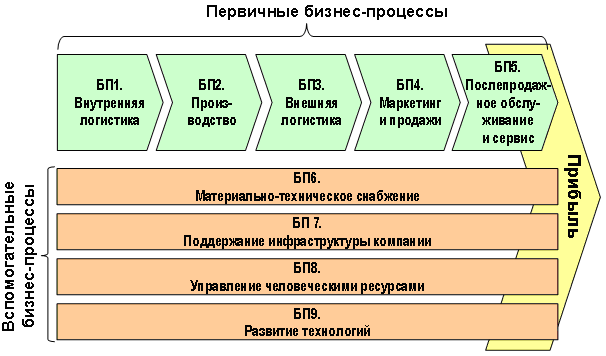 Первичные бизнес-процессы
БП1.
Внутренняя
логистика
БП2.
Произ-
водство
БП3.
Внешняя
логистика
БП4.
Маркетинг
и продажи
БП5.
Послепродаж-
ное обслу-
живание
и сервис
Прибыль
Вспомогательные
бизнес-процессы
БП6.
Материально-техническое снабжение
БП 7.
Поддержание инфраструктуры компании
БП8.
Управление человеческими ресурсами
БП9.
Развитие технологий